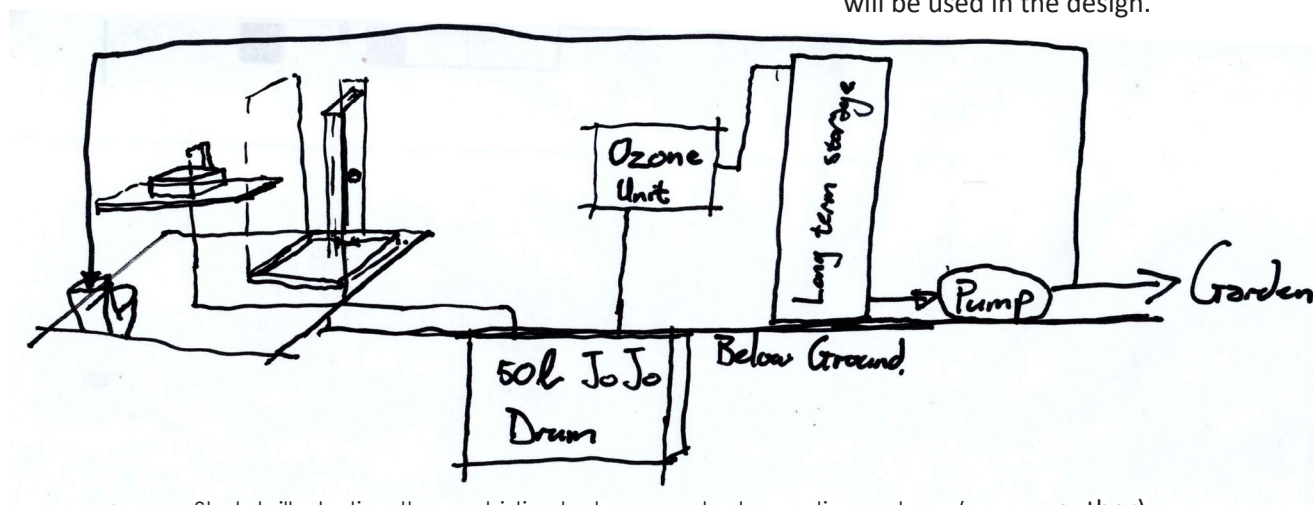 will be used in the design.
Ozone
Unit
Long term storage
Pump
Garden
Below Ground.
50l JoJo
Drum